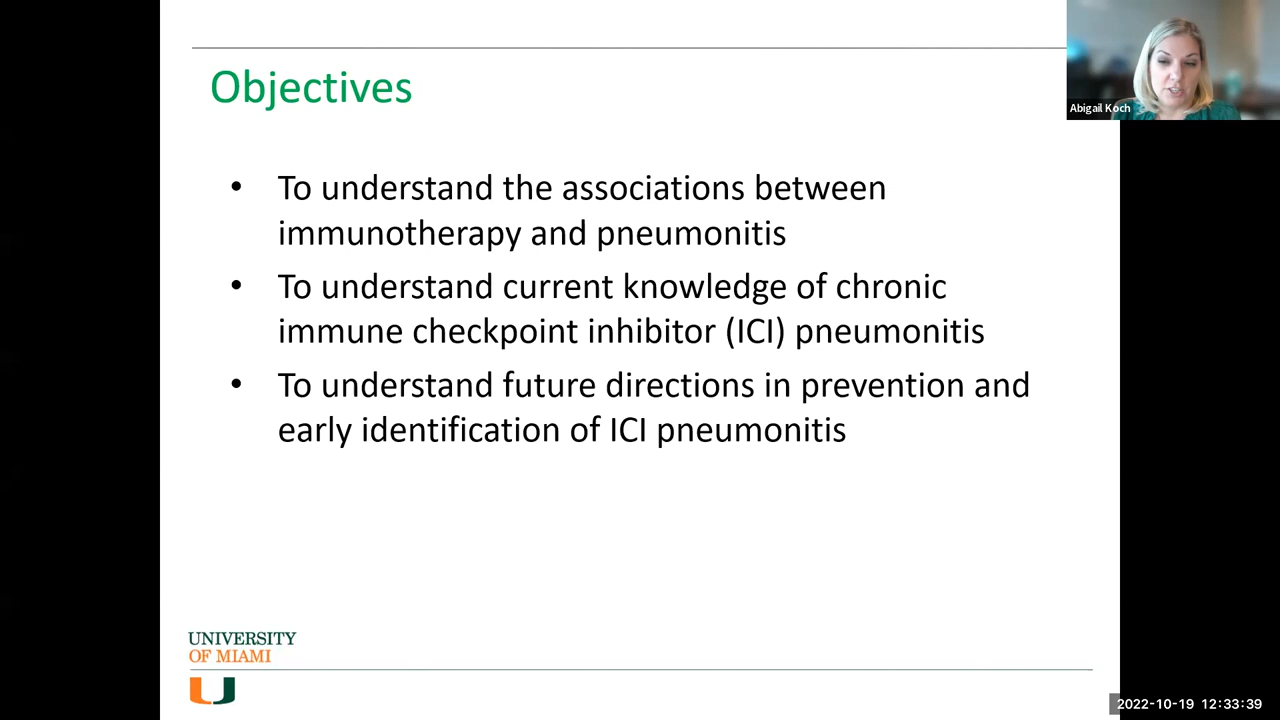 Objectives
Abigail Koch
• To understand the associations between
immunotherapy and pneumonitis
• To understand current knowledge of chronic
immune checkpoint inhibitor (ICI) pneumonitis
• To understand future directions in prevention and
early identification of ICI pneumonitis
UNIVERSITY
OF MIAMI
2022-10-19 12:33:39